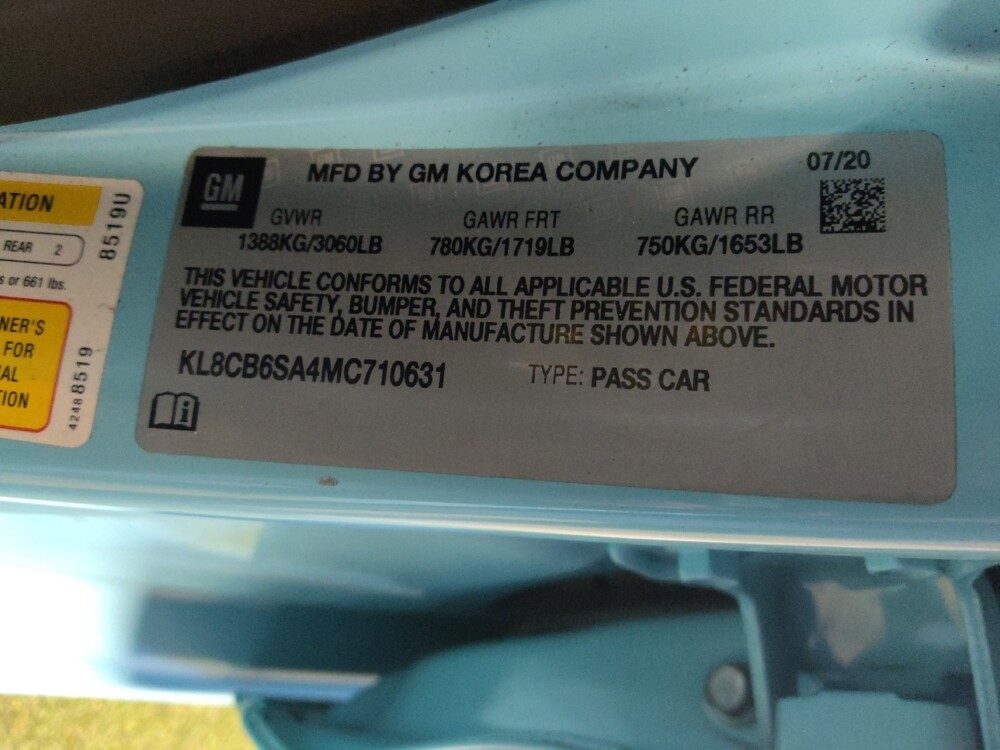 ATION
REAR 2
s or 661 lbs.
NER'S
FOR
AL
ION
8519U
4248 8519
GM
MFD BY GM KOREA COMPANY
07/20
GVWR GAWR FRT GAWR RR
1388KG/3060LB 780KG/1719LB 750KG/1653LB
THIS VEHICLE CONFORMS TO ALL APPLICABLE U.S. FEDERAL MOTOR
VEHICLE SAFETY, BUMPER, AND THEFT PREVENTION STANDARDS IN
EFFECT ON THE DATE OF MANUFACTURE SHOWN ABOVE.
KL8CB6SA4MC710631 TYPE: PASS CAR